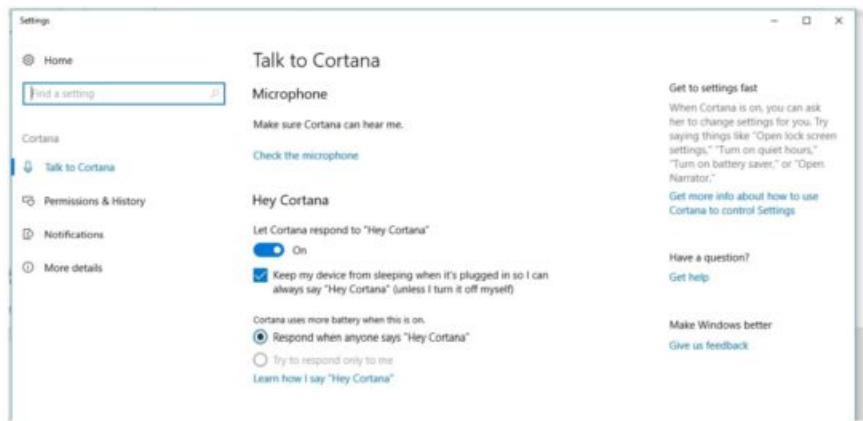 Settings
Home
Find a setting
Cortana
Talk to Cortana
Permissions & History
Notifications
More details
Talk to Cortana
Microphone
Make sure Cortana can hear me.
Check the microphone
Hey Cortana
Let Cortana respond to "Hey Cortana"
On
Keep my device from sleeping when it's plugged in so I can
always say "Hey Cortana" (unless I turn it off myself)
Cortana uses more battery when this is on.
Respond when anyone says "Hey Cortana"
Try to respond only to me
Learn how I say "Hey Cortana"
Get to settings fast
When Cortana is on, you can ask
her to change settings for you. Try
saying things like "Open lock screen
settings," "Turn on quiet hours,"
"Turn on battery saver," or "Open
Narrator."
Get more info about how to use
Cortana to control Settings
Have a question?
Get help
Make Windows better
Give us feedback